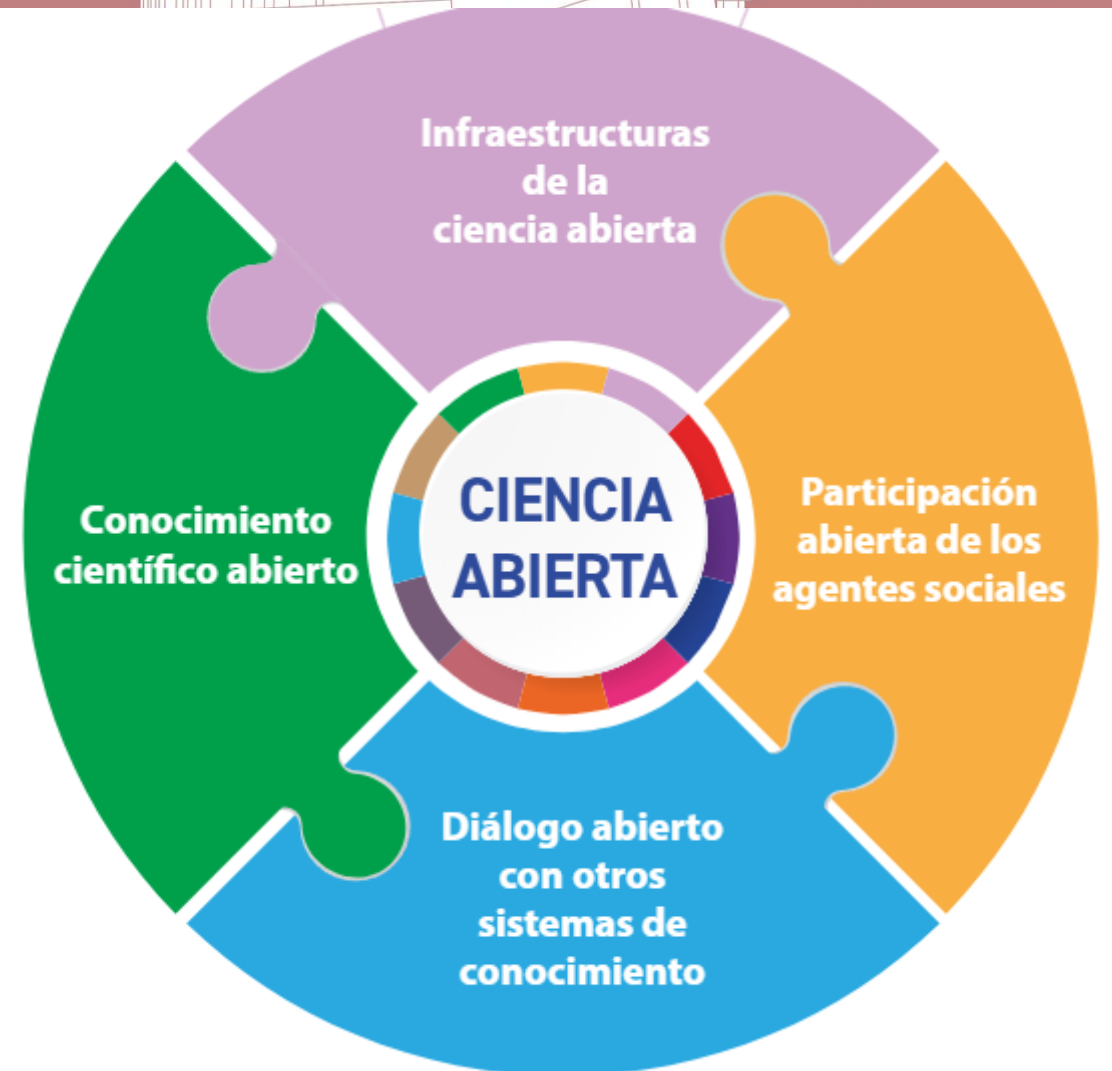 Infraestructuras
de la
ciencia abierta
Conocimiento
científico abierto
CIENCIA
ABIERTA
Participación
abierta de los
agentes sociales
Diálogo abierto
con otros
sistemas de
conocimiento